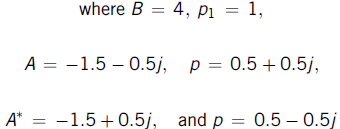 where B = 4, p₁ = 1,
A = −1.5 − 0.5j, p = 0.5 + 0.5j,
A* = −1.5 + 0.5j, and p = 0.5 − 0.5j